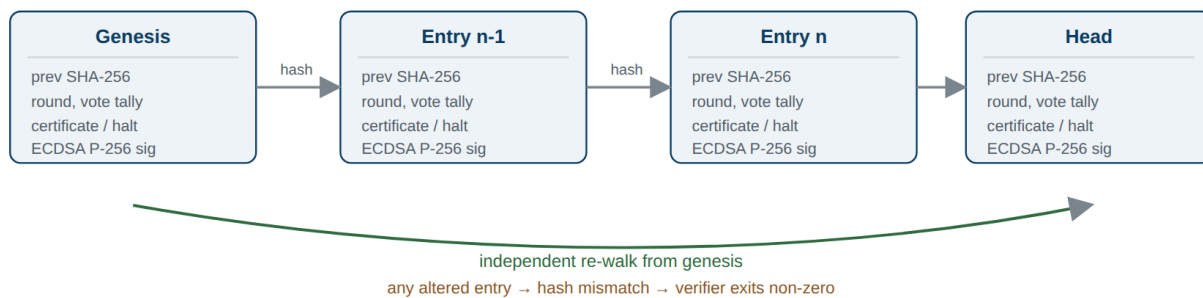 Genesis
prev SHA-256
round, vote tally
certificate / halt
ECDSA P-256 sig
hash
Entry n-1
prev SHA-256
round, vote tally
certificate / halt
ECDSA P-256 sig
hash
Entry n
prev SHA-256
round, vote tally
certificate / halt
ECDSA P-256 sig
Head
prev SHA-256
round, vote tally
certificate / halt
ECDSA P-256 sig
independent re-walk from genesis
any altered entry → hash mismatch → verifier exits non-zero